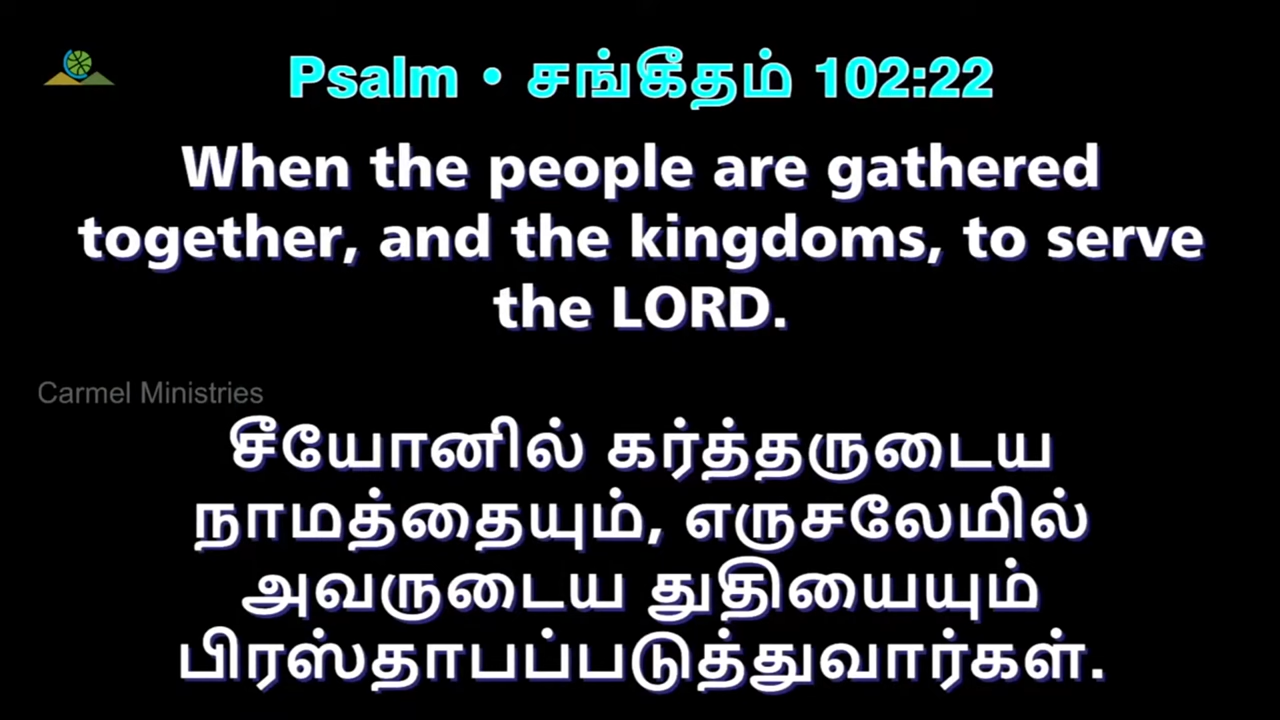 Psalm • சங்கீதம் 102:22
When the people are gathered
together, and the kingdoms, to serve
the LORD.
Carmel Ministries
சீயோனில் கர்த்தருடைய
நாமத்தையும், எருசலேமில்
அவருடைய துதியையும்
பிரஸ்தாபப்படுத்துவார்கள்.